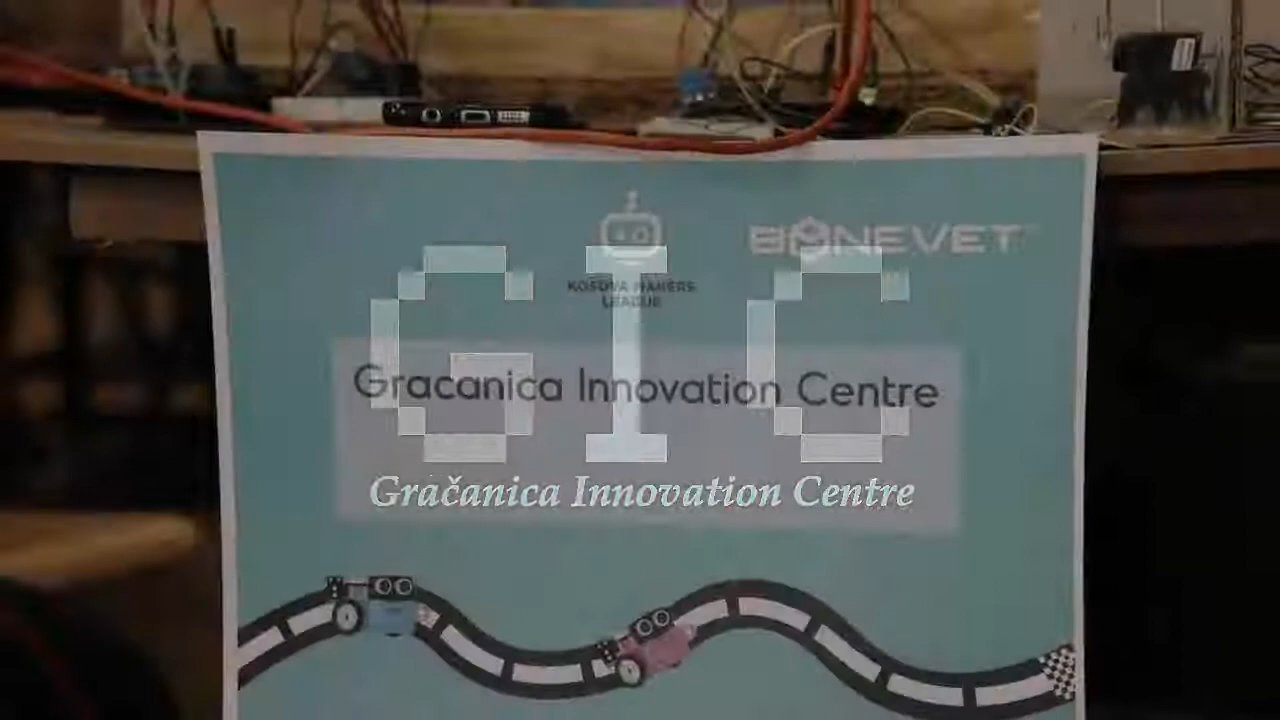 BONEVET
KOSOVA MAKERS
LEAGUE
GIC
Gracanica Innovation Centre
Gračanica Innovation Centre